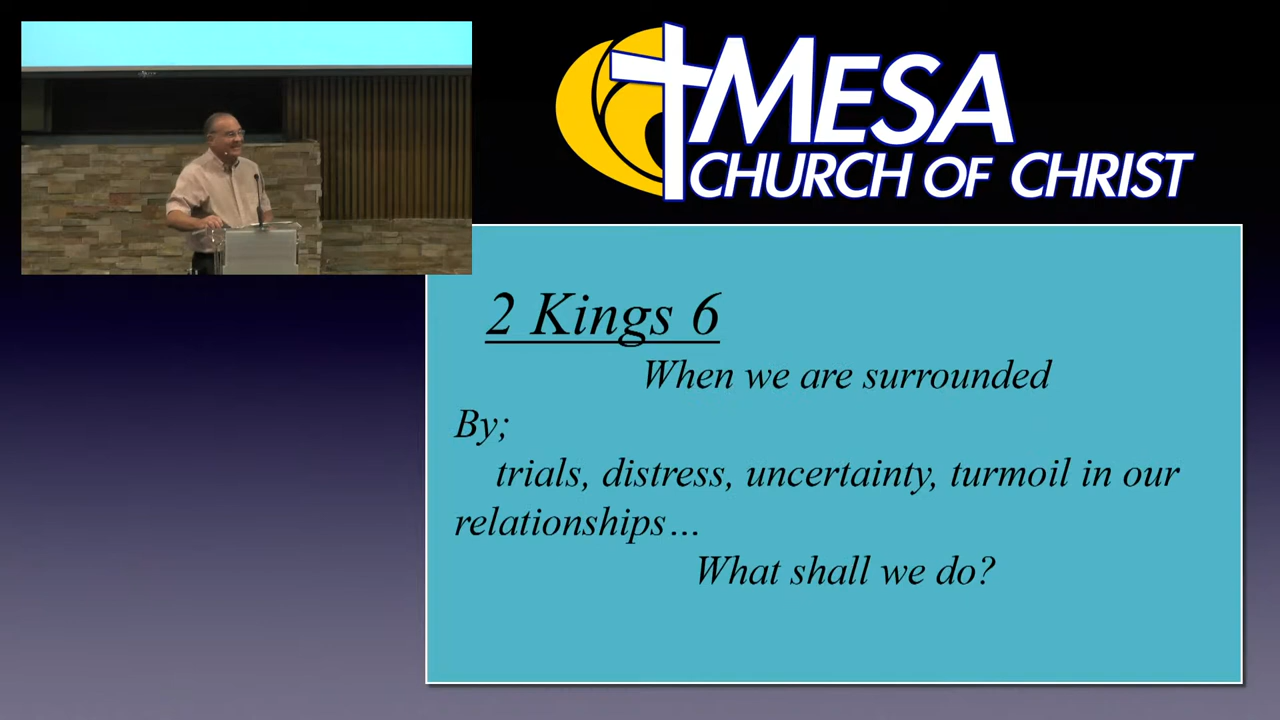 MESA
CHURCH OF CHRIST
2 Kings 6
When we are surrounded
By;
trials, distress, uncertainty, turmoil in our
relationships...
What shall we do?